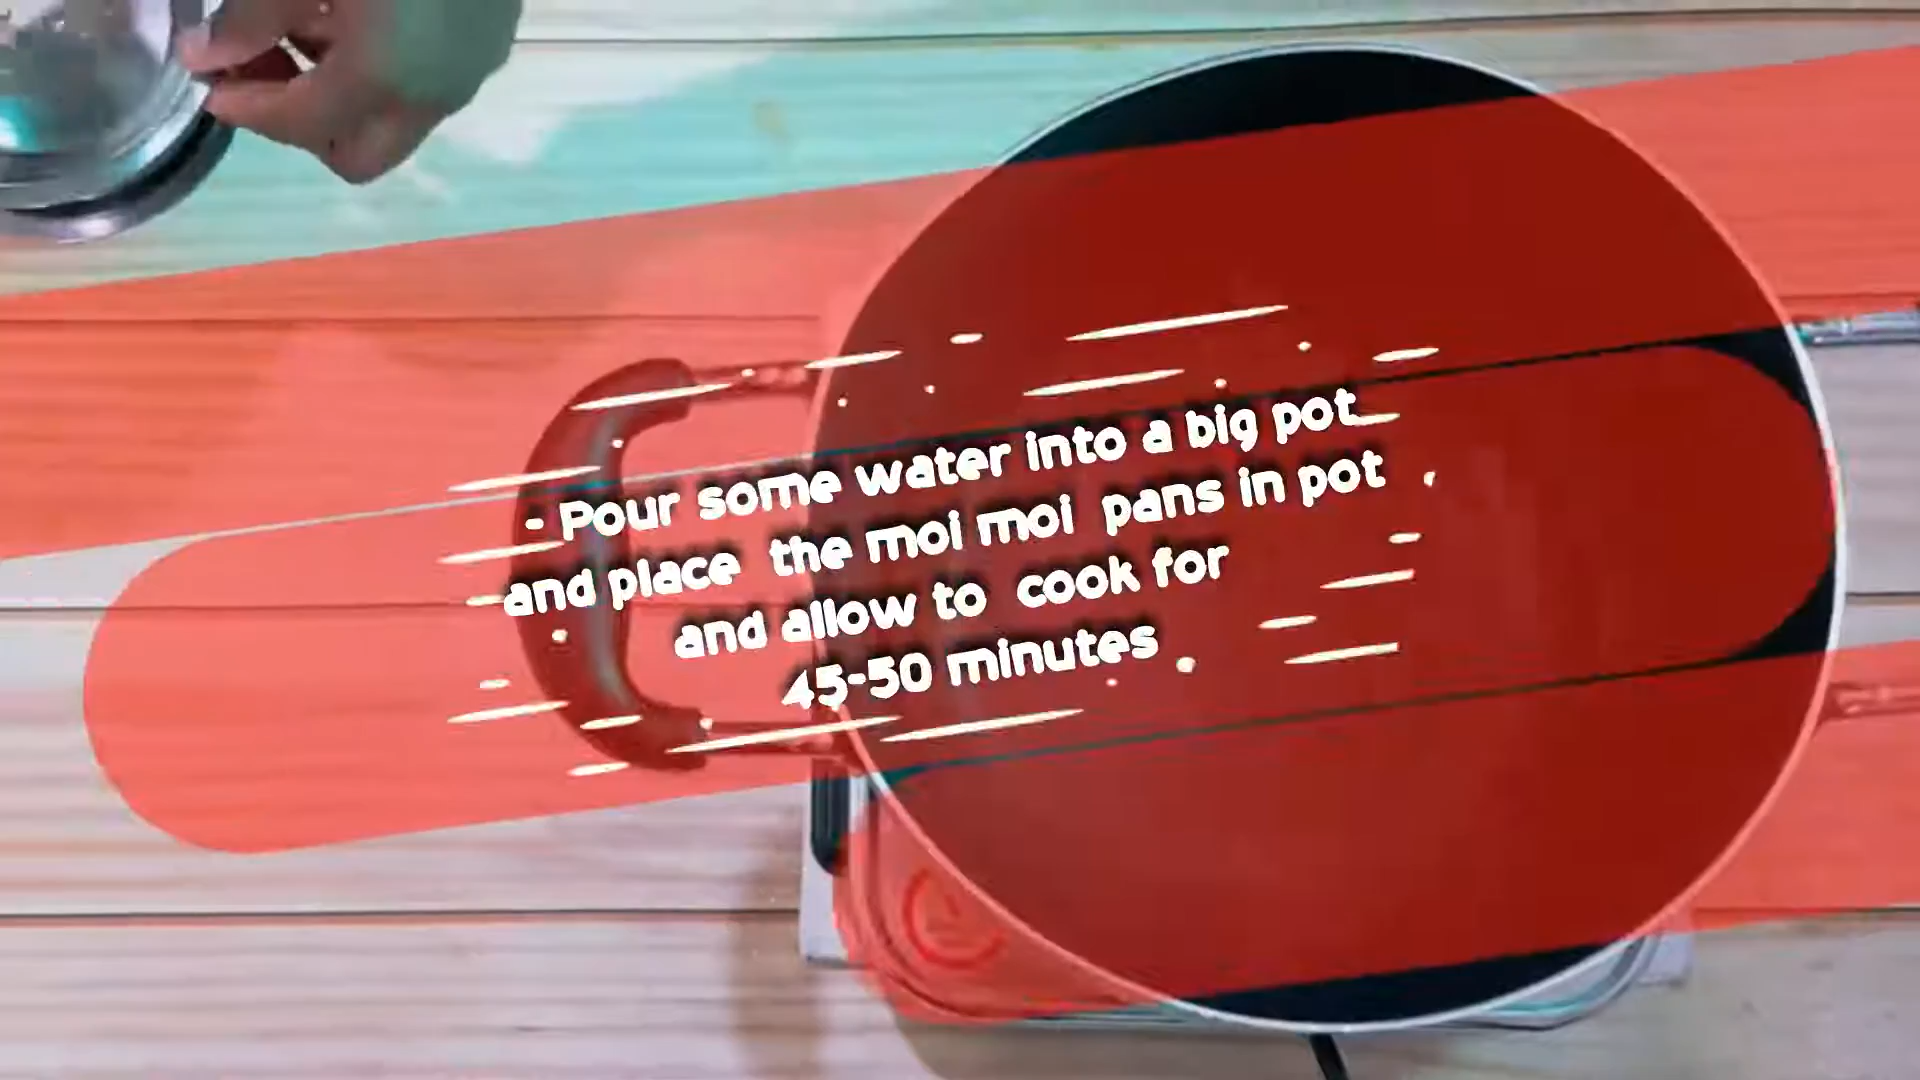 - Pour some water into a big pot
and place the moi moi pans in pot
and allow to cook for
45-50 minutes